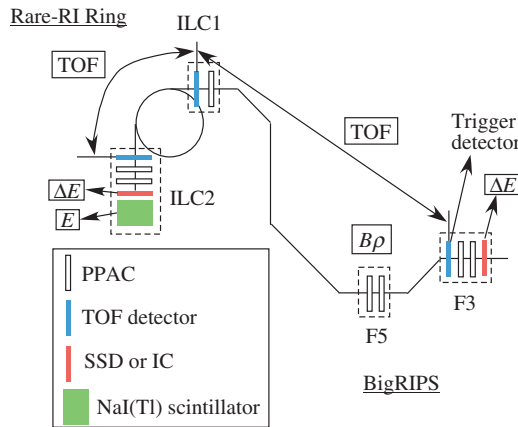 Rare-RI Ring
ILC1
TOF
TOF
Trigger
detector
ΔE
ΔE
E
ILC2
Bρ
F3
F5
PPAC
TOF detector
SSD or IC
NaI(Tl) scintillator
BigRIPS